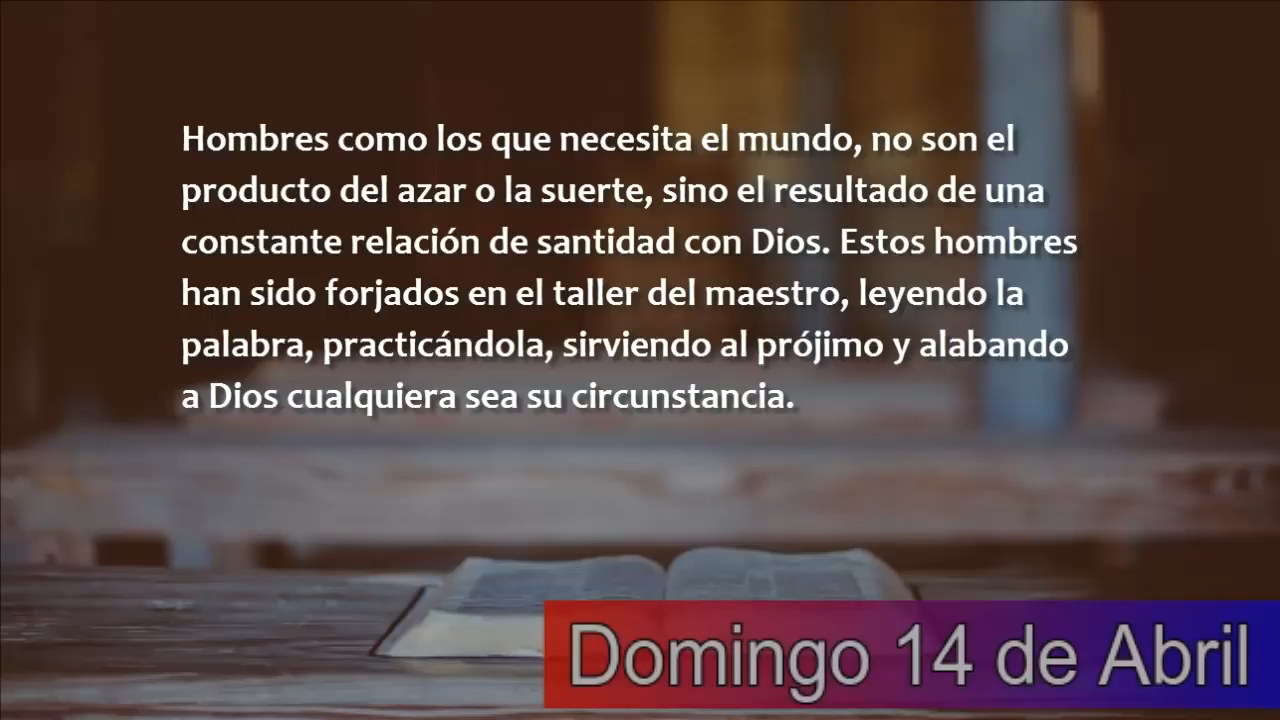 Hombres como los que necesita el mundo, no son el
producto del azar o la suerte, sino el resultado de una
constante relación de santidad con Dios. Estos hombres
han sido forjados en el taller del maestro, leyendo la
palabra, practicándola, sirviendo al prójimo y alabando
a Dios cualquiera sea su circunstancia.
Domingo 14 de Abril